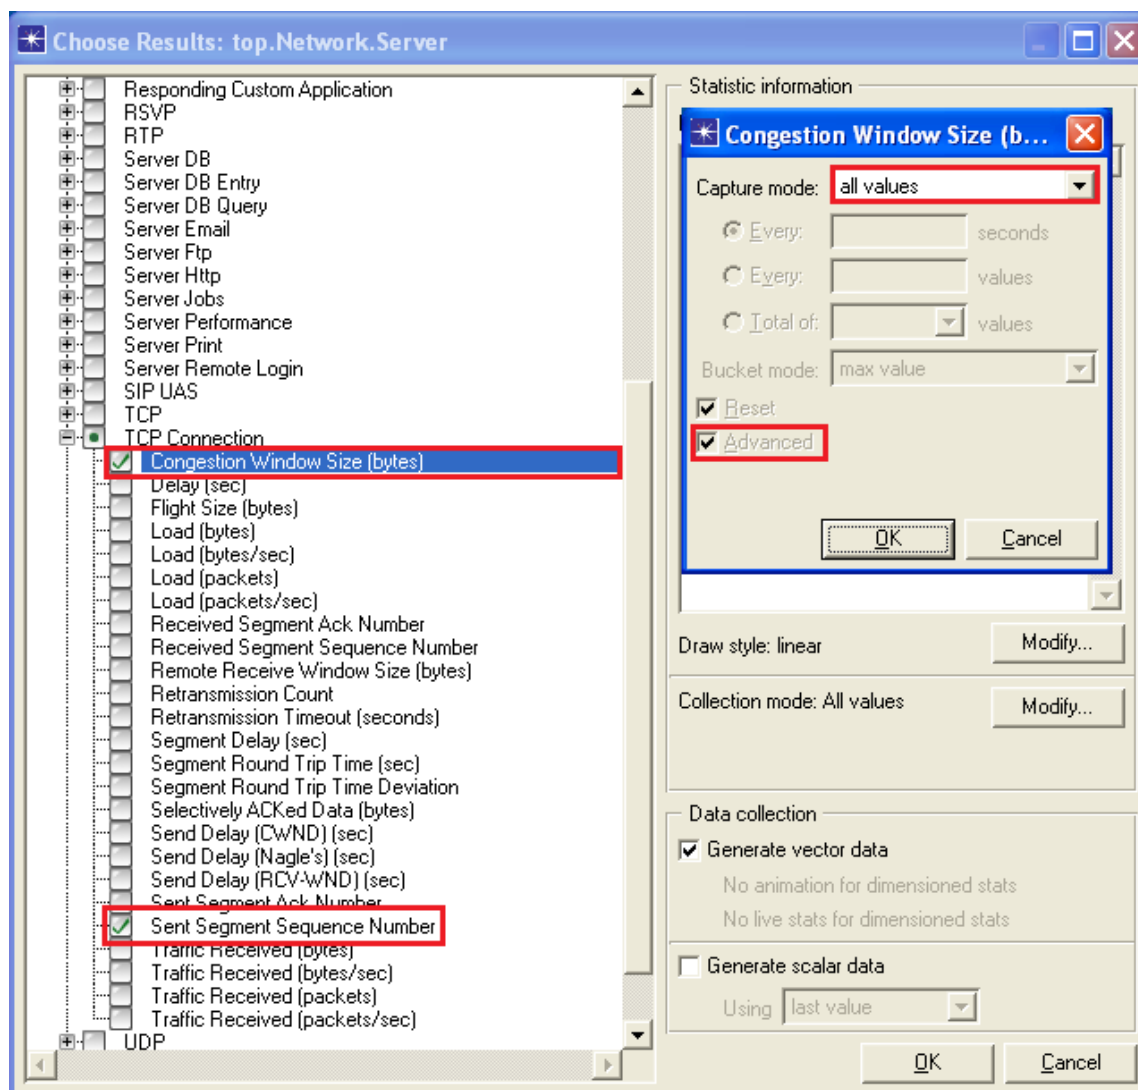 Choose Results: top.Network.Server
Responding Custom Application
RSVP
RTP
Server DB
Server DB Entry
Server DB Query
Server Email
Server Ftp
Server Http
Server Jobs
Server Performance
Server Print
Server Remote Login
SIP UAS
TCP
TCP Connection
Congestion Window Size (bytes)
Delay (sec)
Flight Size (bytes)
Load (bytes)
Load (bytes/sec)
Load (packets)
Load (packets/sec)
Received Segment Ack Number
Received Segment Sequence Number
Remote Receive Window Size (bytes)
Retransmission Count
Retransmission Timeout (seconds)
Segment Delay (sec)
Segment Round Trip Time (sec)
Segment Round Trip Time Deviation
Selectively ACKed Data (bytes)
Send Delay (CWND) (sec)
Send Delay (Nagle's) (sec)
Send Delay (RCV-WND) (sec)
Sent Segment Ack Number
Sent Segment Sequence Number
Traffic Received (bytes)
Traffic Received (bytes/sec)
Traffic Received (packets)
Traffic Received (packets/sec)
UDP
Statistic information
Congestion Window Size (b...
Capture mode: all values
Every: seconds
Every: values
Total of: values
Bucket mode: max value
Reset
Advanced
OK Cancel
Draw style: linear Modify...
Collection mode: All values Modify...
Data collection
Generate vector data
No animation for dimensioned stats
No live stats for dimensioned stats
Generate scalar data
Using last value
OK Cancel